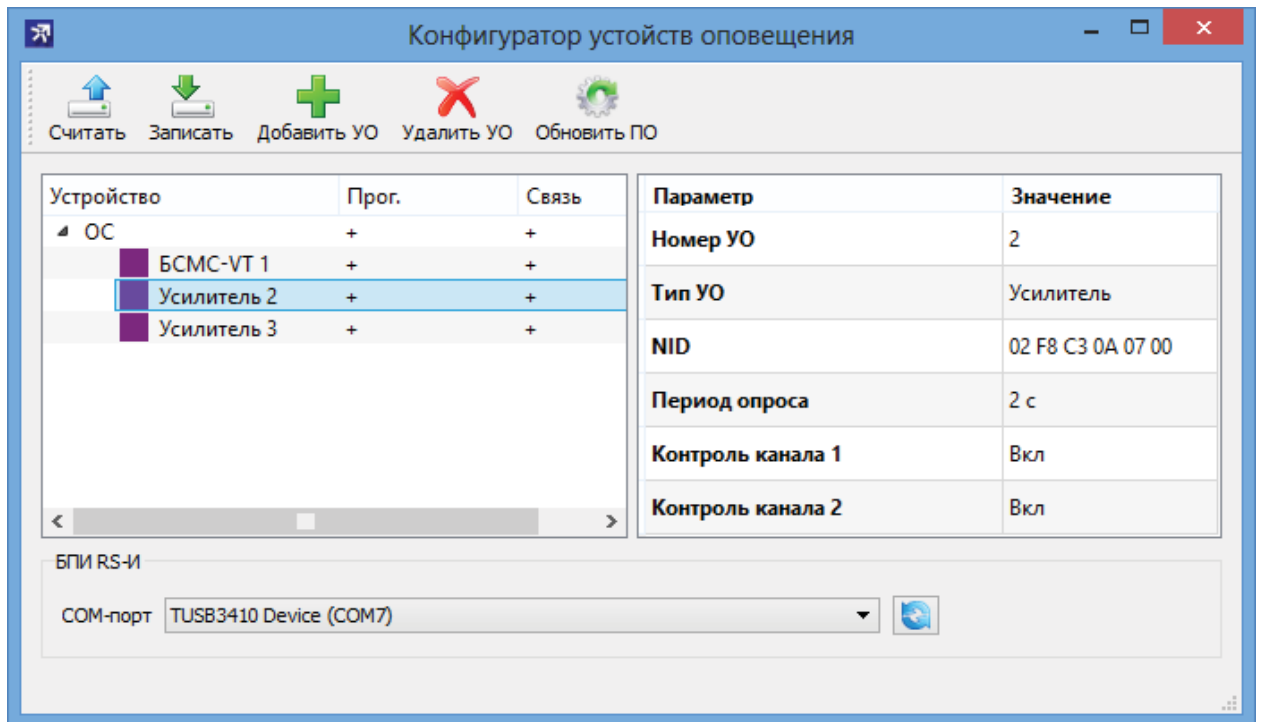 Конфигуратор устойств оповещения
Считать Записать Добавить УО Удалить УО Обновить ПО
Устройство Прог. Связь
ОС + +
БСМС-VT 1 + +
Усилитель 2 + +
Усилитель 3 + +
Параметр Значение
Номер УО 2
Тип УО Усилитель
NID 02 F8 C3 0A 07 00
Период опроса 2 с
Контроль канала 1 Вкл
Контроль канала 2 Вкл
БПИ RS-И
COM-порт TUSB3410 Device (COM7)